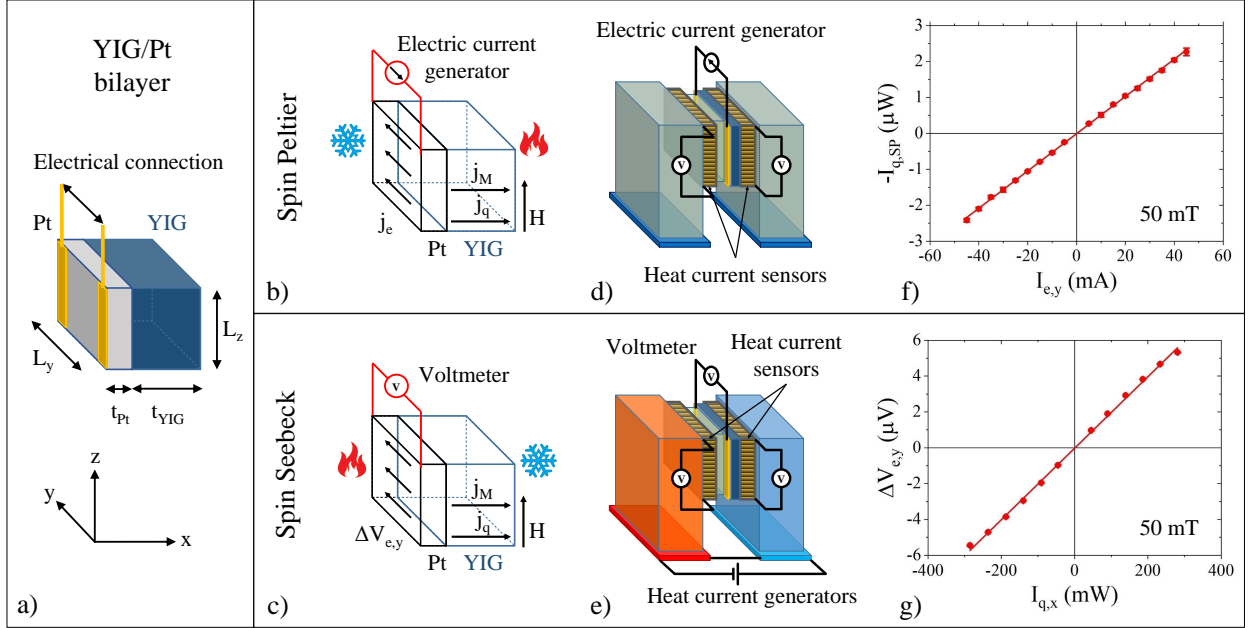 YIG/Pt
bilayer
Electrical connection
Pt
YIG
L_y
L_z
t_Pt
t_YIG
z
y
x
a)
Spin Peltier
Electric current
generator
j_M
j_q
H
j_e
Pt
YIG
b)
Electric current generator
v
v
Heat current sensors
d)
-I_q,SP (μW)
3
2
1
0
-1
-2
-3
-60
-40
-20
0
20
40
60
50 mT
I_e,y (mA)
f)
Spin Seebeck
Voltmeter
v
j_M
j_q
H
ΔV_e,y
Pt
YIG
c)
Voltmeter
Heat current
sensors
v
v
v
Heat current generators
e)
ΔV_e,y (μV)
6
4
2
0
-2
-4
-6
-400
-200
0
200
400
50 mT
I_q,x (mW)
g)